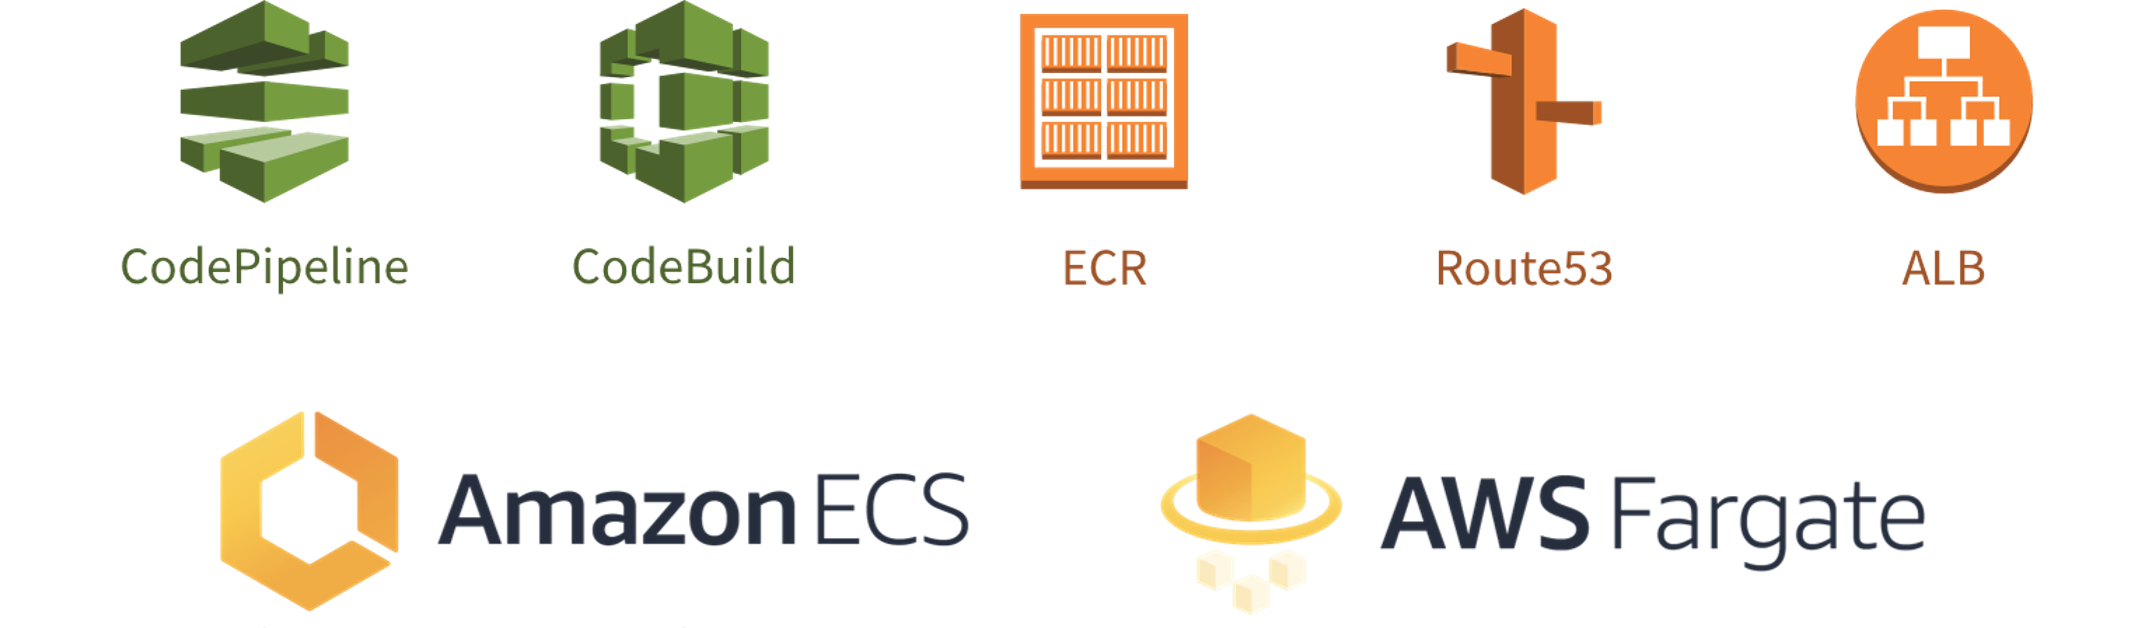 CodePipeline
CodeBuild
ECR
Route53
ALB
Amazon ECS
AWS Fargate